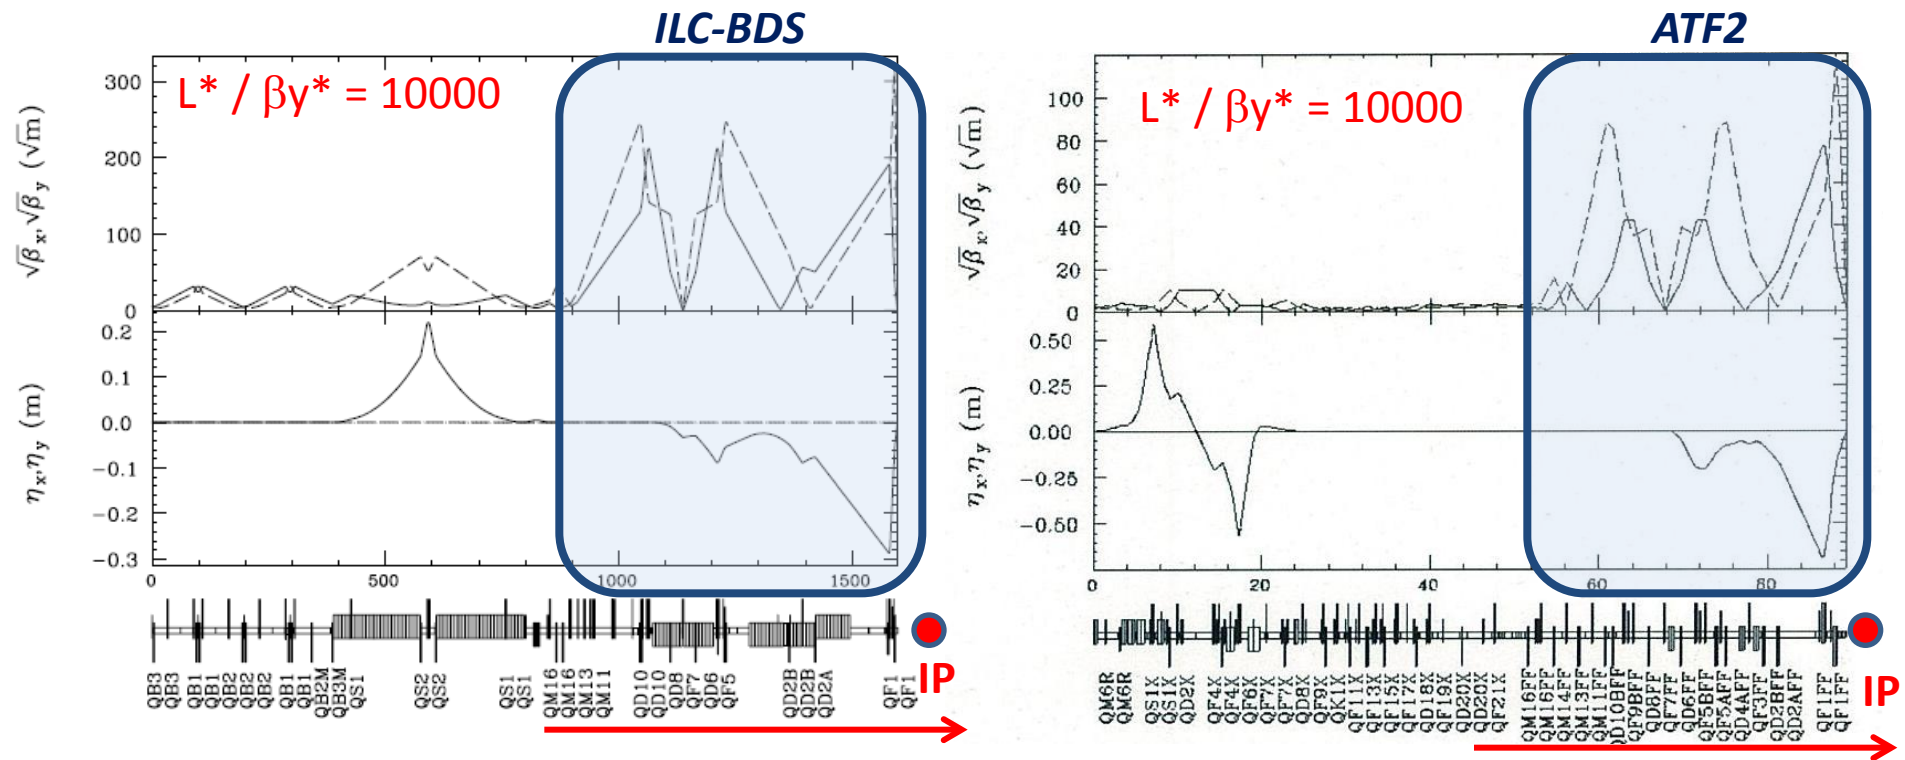 ILC-BDS
L* / βy* = 10000
300
200
100
0
√βx,√βy (√m)
0.2
0.1
0.0
−0.1
−0.2
−0.3
ηx,ηy (m)
0
500
1000
1500
QB3
QB3
QB1
QB1
QB2
QB2
QB2
QB1
QB1
QB2M
QB3M
QS1
QS2
QS2
QS1
QS1
QM16
QM16
QM13
QM11
QD10
QD10
QD8
QF7
QD6
QF5
QD2B
QD2B
QD2A
QF1
QF1
IP
ATF2
L* / βy* = 10000
100
80
60
40
20
0
√βx,√βy (√m)
0.50
0.25
0.00
−0.25
−0.50
ηx,ηy (m)
0
20
40
60
80
QM6R
QM6R
QS1X
QS1X
QD2X
QF4X
QF4X
QF6X
QF7X
QF7X
QD8X
QF9X
QK1X
QF11X
QF13X
QF15X
QF17X
QD18X
QF19X
QD20X
QD20X
QF21X
QM16FF
QM16FF
QM14FF
QM13FF
QM11FF
QD10BFF
QF9BFF
QD8FF
QF7FF
QD6FF
QF5BFF
QF5AFF
QD4AFF
QF3FF
QD2BFF
QD2AFF
QF1FF
QF1FF
IP